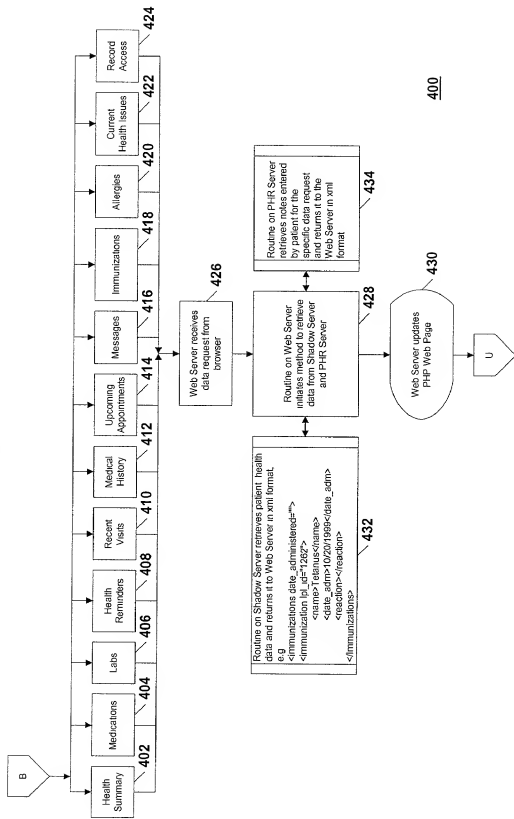 B
Health
Summary
402
Medications
404
Labs
406
Health
Reminders
408
Recent
Visits
410
Medical
History
412
Upcoming
Appointments
414
Messages
416
Immunizations
418
Allergies
420
Current
Health Issues
422
Record
Access
424
Web Server receives
data request from
browser
426
Routine on Shadow Server retrieves patient health
data and returns it to Web Server in xml format,
e.g
<immunizations date_administered="">
<immunization lpl_id="1262">
<name>Tetanus</name>
<date_adm>10/20/1999</date_adm>
<reaction></reaction>
</immunizations>
432
Routine on Web Server
initiates method to retrieve
data from Shadow Server
and PHR Server
428
Routine on PHR Server
retrieves notes entered
by patient for the
specific data request
and returns it to the
Web Server in xml
format
434
Web Server updates
PHP Web Page
430
U
400